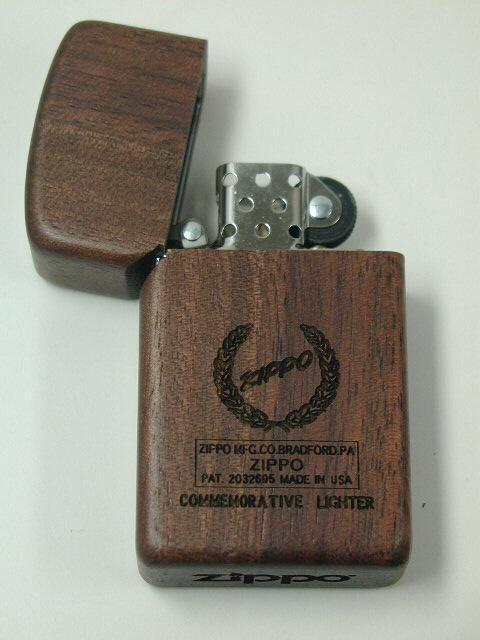 Zippo
ZIPPO MFG.CO.BRADFORD.PA
ZIPPO
PAT. 2032695 MADE IN USA
COMMEMORATIVE LIGHTER
Zippo